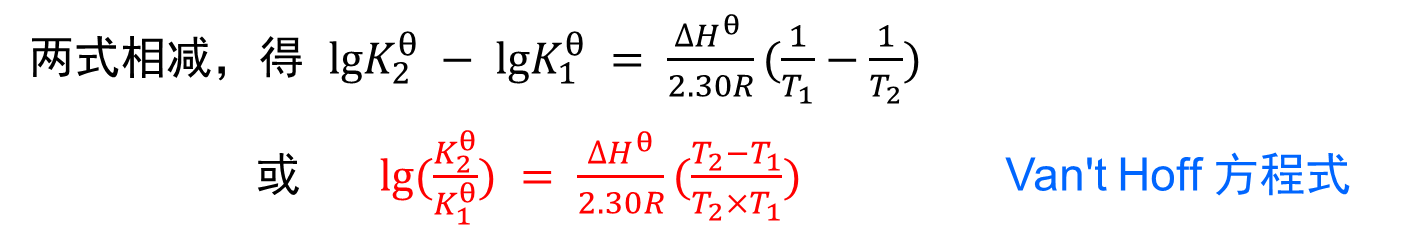 两式相减，得 lgK₂^θ − lgK₁^θ = ΔH^θ/2.30R (1/T₁ − 1/T₂)
或 lg(K₂^θ/K₁^θ) = ΔH^θ/2.30R (T₂−T₁/T₂×T₁) Van't Hoff 方程式